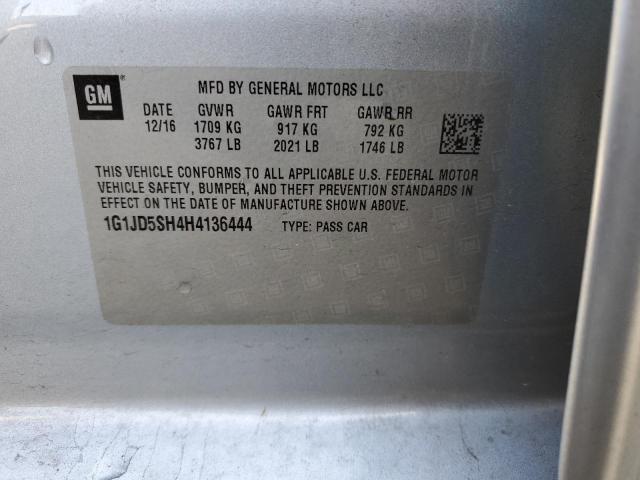 GM
MFD BY GENERAL MOTORS LLC
DATE GVWR GAWR FRT GAWR RR
12/16 1709 KG 917 KG 792 KG
3767 LB 2021 LB 1746 LB
THIS VEHICLE CONFORMS TO ALL APPLICABLE U.S. FEDERAL MOTOR
VEHICLE SAFETY, BUMPER, AND THEFT PREVENTION STANDARDS IN
EFFECT ON THE DATE OF MANUFACTURE SHOWN ABOVE.
1G1JD5SH4H4136444 TYPE: PASS CAR